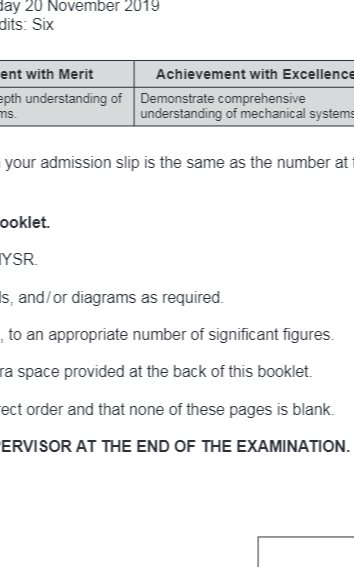 day 20 November 2019
dits: Six
ent with Merit Achievement with Excellence
epth understanding of Demonstrate comprehensive
ms. understanding of mechanical systems
your admission slip is the same as the number at
ooklet.
YSR.
ls, and/or diagrams as required.
, to an appropriate number of significant figures.
ra space provided at the back of this booklet.
rect order and that none of these pages is blank.
PERVISOR AT THE END OF THE EXAMINATION.